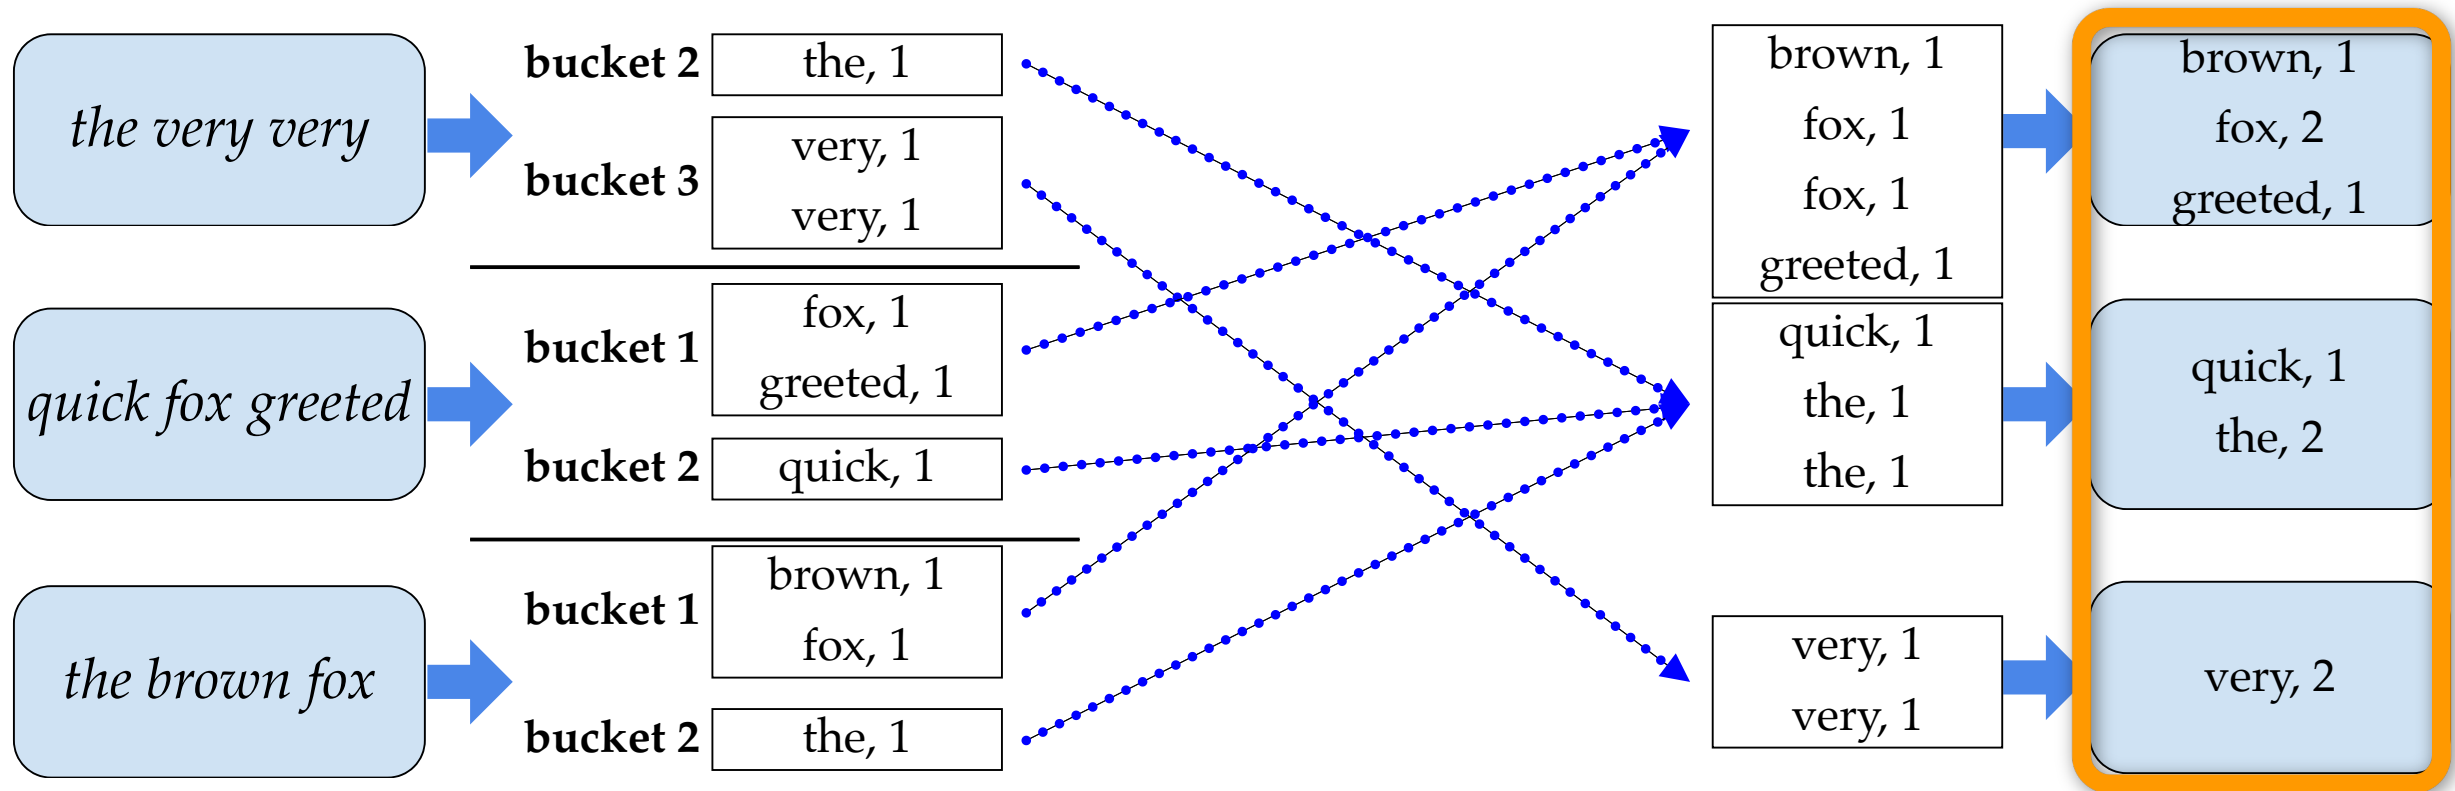 the very very
bucket 2
the, 1
bucket 3
very, 1
very, 1
quick fox greeted
bucket 1
fox, 1
greeted, 1
bucket 2
quick, 1
the brown fox
bucket 1
brown, 1
fox, 1
bucket 2
the, 1
brown, 1
fox, 1
fox, 1
greeted, 1
quick, 1
the, 1
the, 1
very, 1
very, 1
brown, 1
fox, 2
greeted, 1
quick, 1
the, 2
very, 2